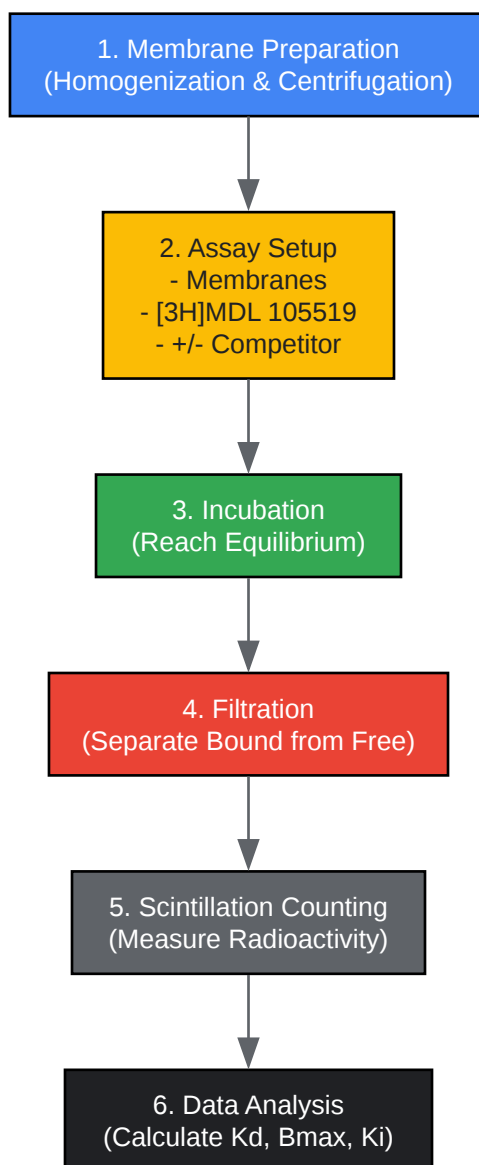 1. Membrane Preparation
(Homogenization & Centrifugation)
2. Assay Setup
- Membranes
- [3H]MDL 105519
- +/- Competitor
3. Incubation
(Reach Equilibrium)
4. Filtration
(Separate Bound from Free)
5. Scintillation Counting
(Measure Radioactivity)
6. Data Analysis
(Calculate Kd, Bmax, Ki)